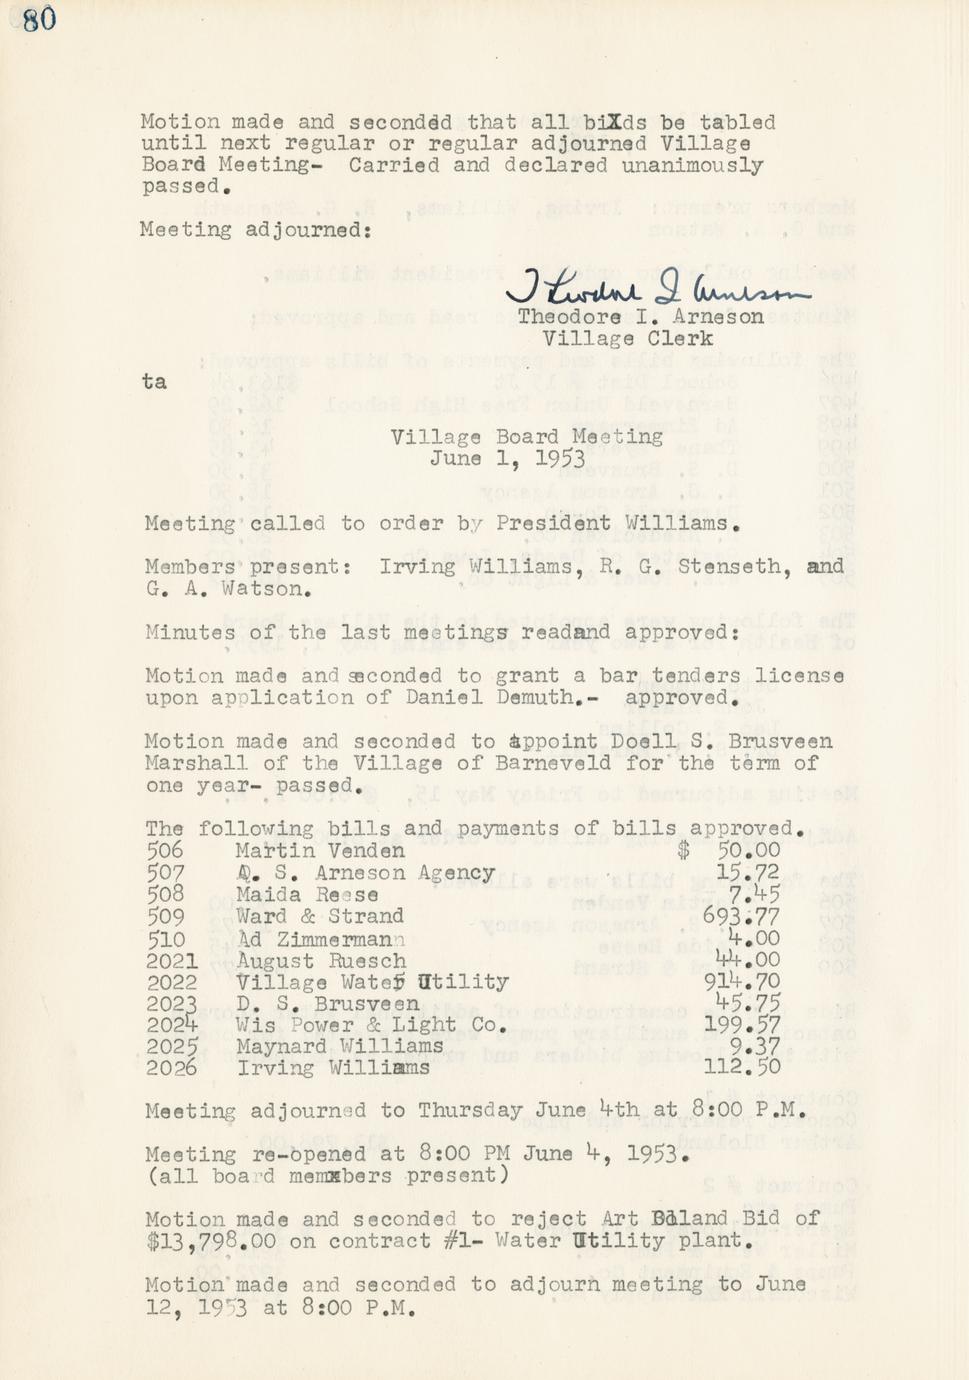 80
Motion made and seconded that all bixds be tabled
until next regular or regular adjourned Village
Board Meeting-  Carried and declared unanimously
passed.
Meeting adjourned:
Theodore I. Arneson
Theodore I. Arneson
Village Clerk
ta
Village Board Meeting
June 1, 1953
Meeting called to order by President Williams.
Members present:  Irving Williams, R. G. Stenseth, and
G. A. Watson.
Minutes of the last meetings readand approved:
Motion made and seconded to grant a bar tenders license
upon application of Daniel Demuth.-  approved.
Motion made and seconded to appoint Doell S. Brusveen
Marshall of the Village of Barneveld for the term of
one year- passed.
The following bills and payments of bills approved.
506 Martin Venden $ 50.00
507 S. Arneson Agency 15.72
508 Maida Reese 7.45
509 Ward & Strand 693.77
510 Ad Zimmermann 4.00
2021 August Ruesch 44.00
2022 Village Water Utility 914.70
2023 D. S. Brusveen 45.75
2024 Wis Power & Light Co. 199.57
2025 Maynard Williams 9.37
2026 Irving Williams 112.50
Meeting adjourned to Thursday June 4th at 8:00 P.M.
Meeting re-opened at 8:00 PM June 4, 1953.
(all board memxbers present)
Motion made and seconded to reject Art Bid of
$13,798.00 on contract #1- Water Utility plant.
Motion made and seconded to adjourn meeting to June
12, 1953 at 8:00 P.M.